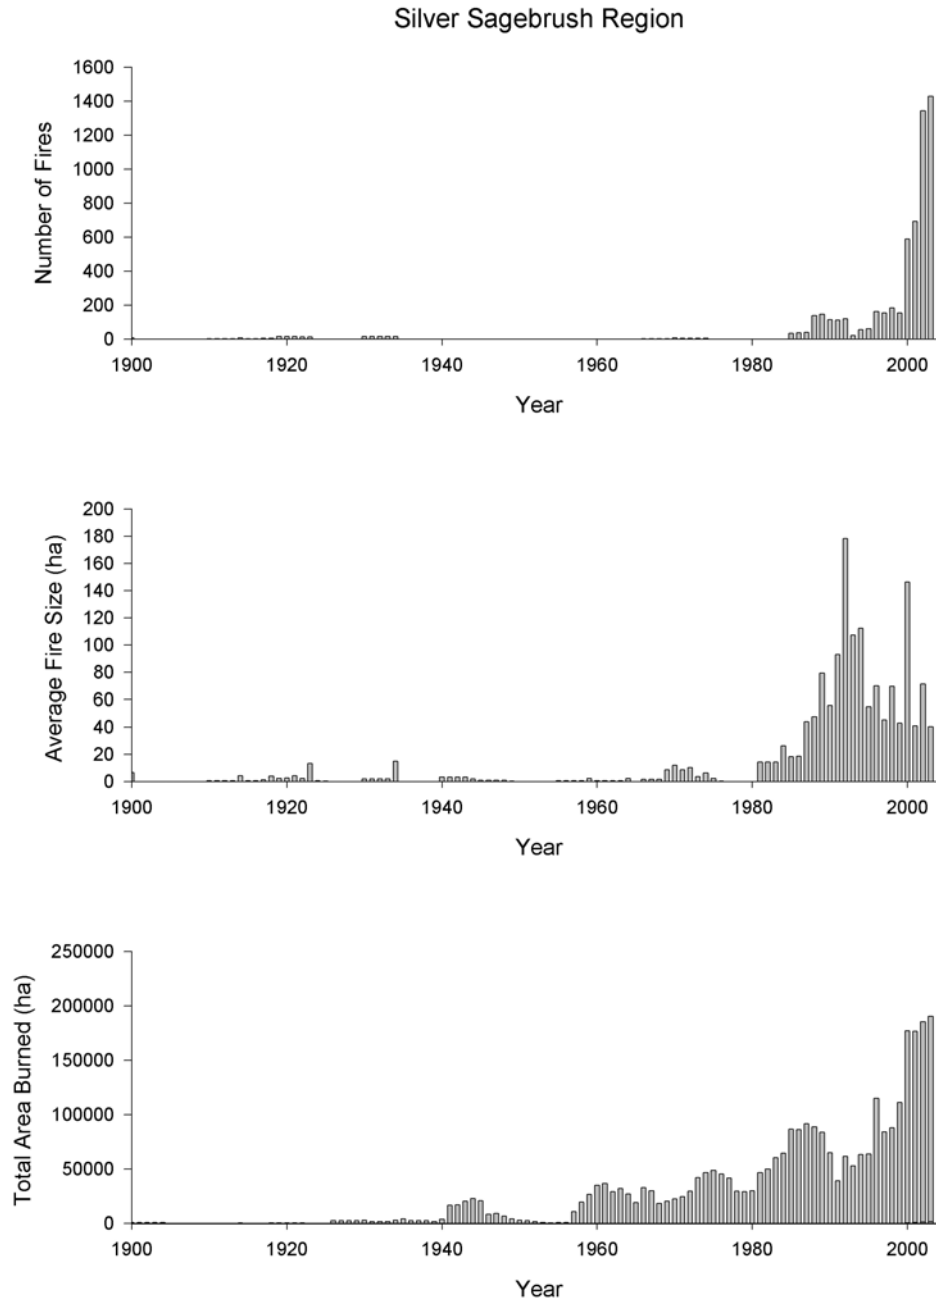 Silver Sagebrush Region
Number of Fires
1600
1400
1200
1000
800
600
400
200
0
1900 1920 1940 1960 1980 2000
Year
Average Fire Size (ha)
200
180
160
140
120
100
80
60
40
20
0
1900 1920 1940 1960 1980 2000
Year
Total Area Burned (ha)
250000
200000
150000
100000
50000
0
1900 1920 1940 1960 1980 2000
Year